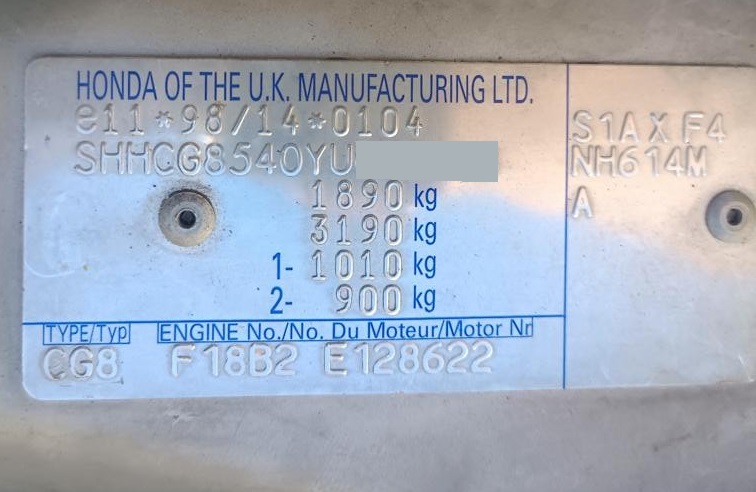 HONDA OF THE U.K. MANUFACTURING LTD.
e11*98/14*0104
SHHCG8540YU
1890 kg
3190 kg
1- 1010 kg
2- 900 kg
TYPE/Typ ENGINE No./No. Du Moteur/Motor Nr
CG8 F18B2 E128622
S1A X F4
NH614M
A